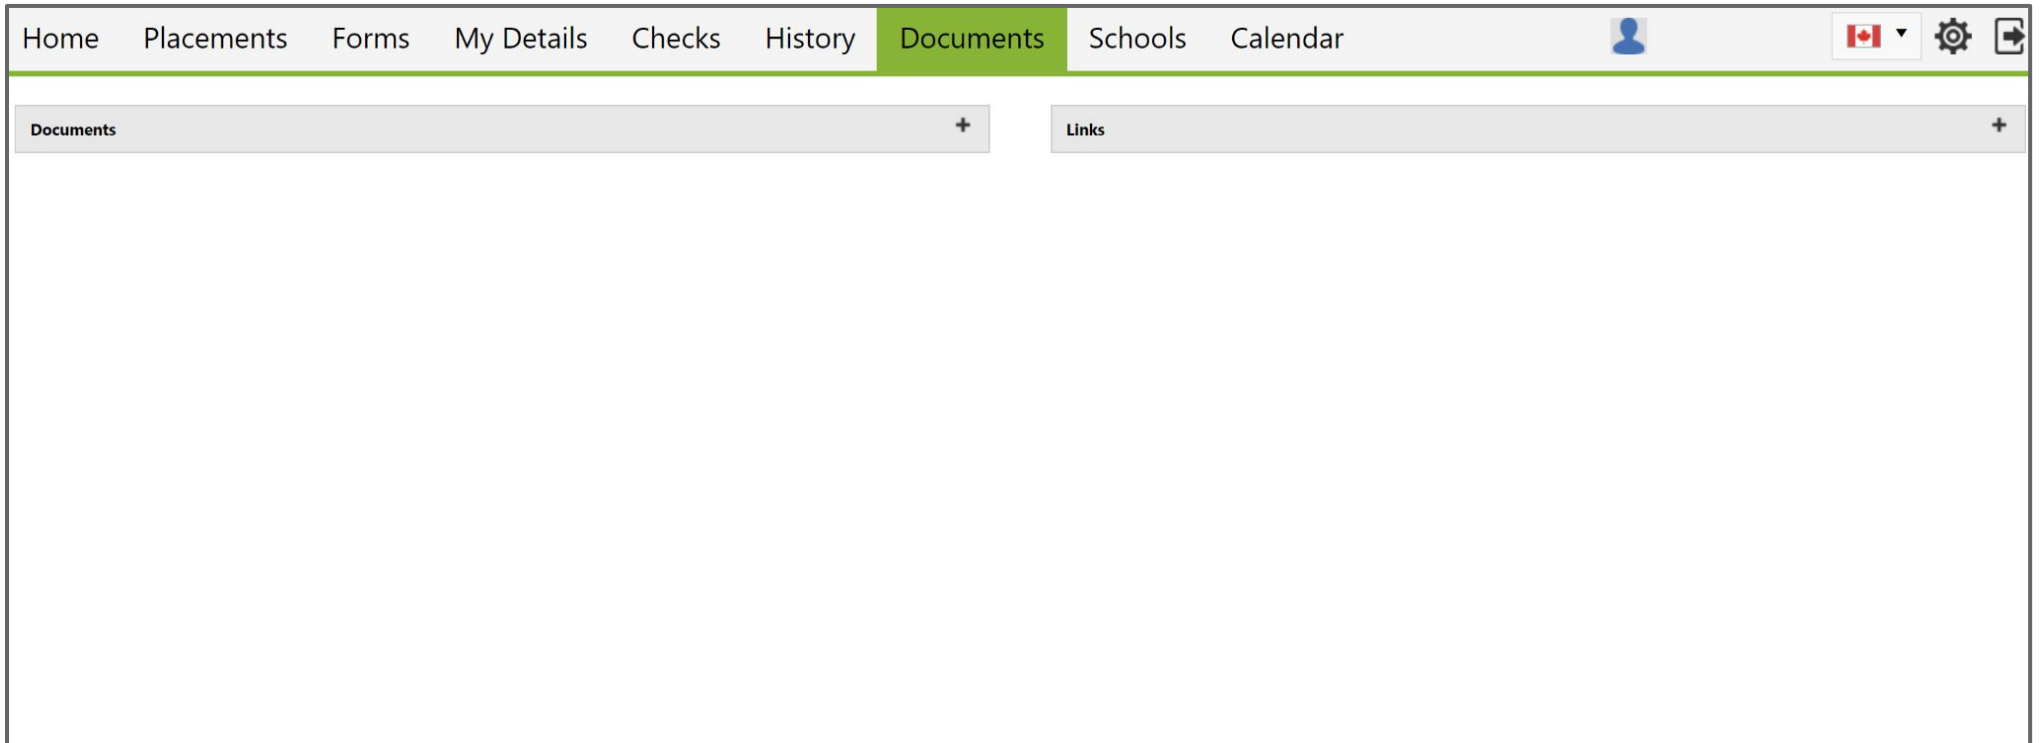 Home Placements Forms My Details Checks History Documents Schools Calendar
Documents + Links +